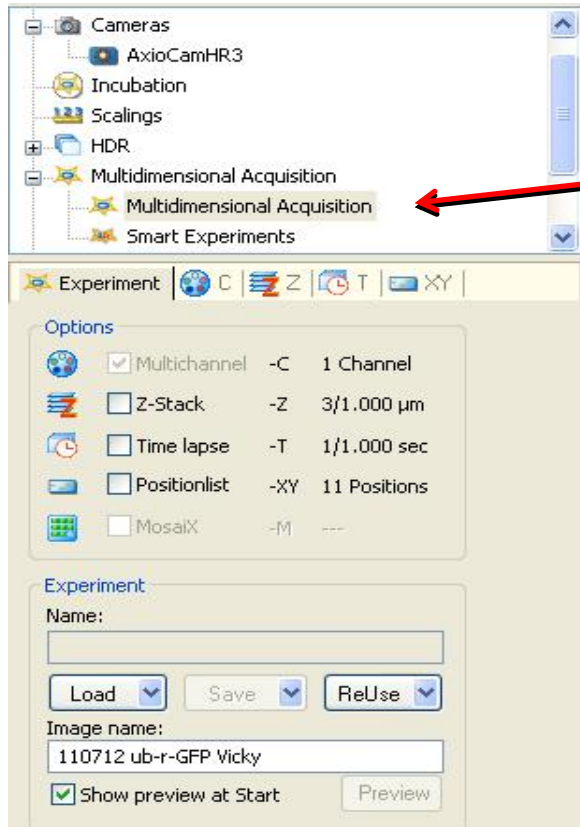 Cameras
AxioCamHR3
Incubation
Scalings
HDR
Multidimensional Acquisition
Multidimensional Acquisition
Smart Experiments
Experiment C Z T XY
Options
Multichannel -C 1 Channel
Z-Stack -Z 3/1.000 µm
Time lapse -T 1/1.000 sec
Positionlist -XY 11 Positions
MosaiX -M ---
Experiment
Name:
Load Save ReUse
Image name:
110712 ub-r-GFP Vicky
Show preview at Start Preview